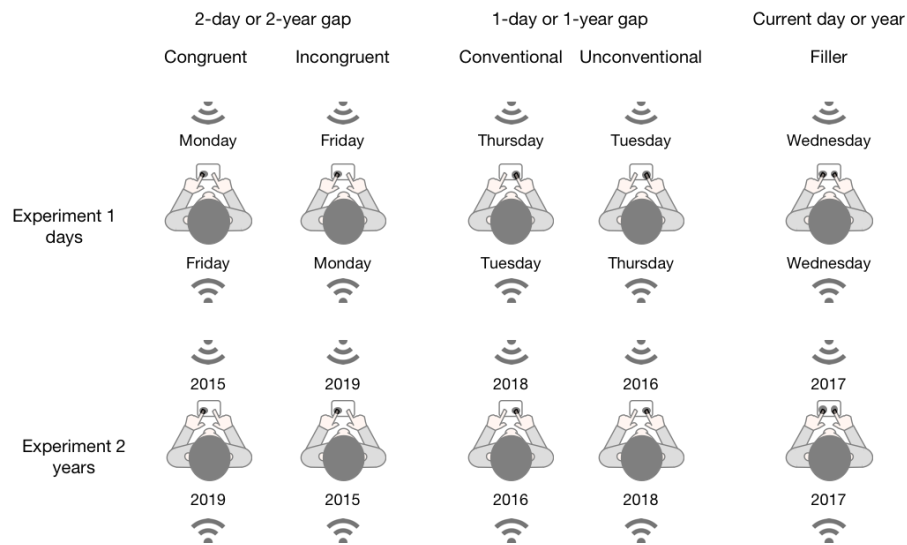 2-day or 2-year gap 1-day or 1-year gap Current day or year
Congruent Incongruent Conventional Unconventional Filler
Monday Friday Thursday Tuesday Wednesday
Experiment 1
days
Friday Monday Tuesday Thursday Wednesday
2015 2019 2018 2016 2017
Experiment 2
years
2019 2015 2016 2018 2017